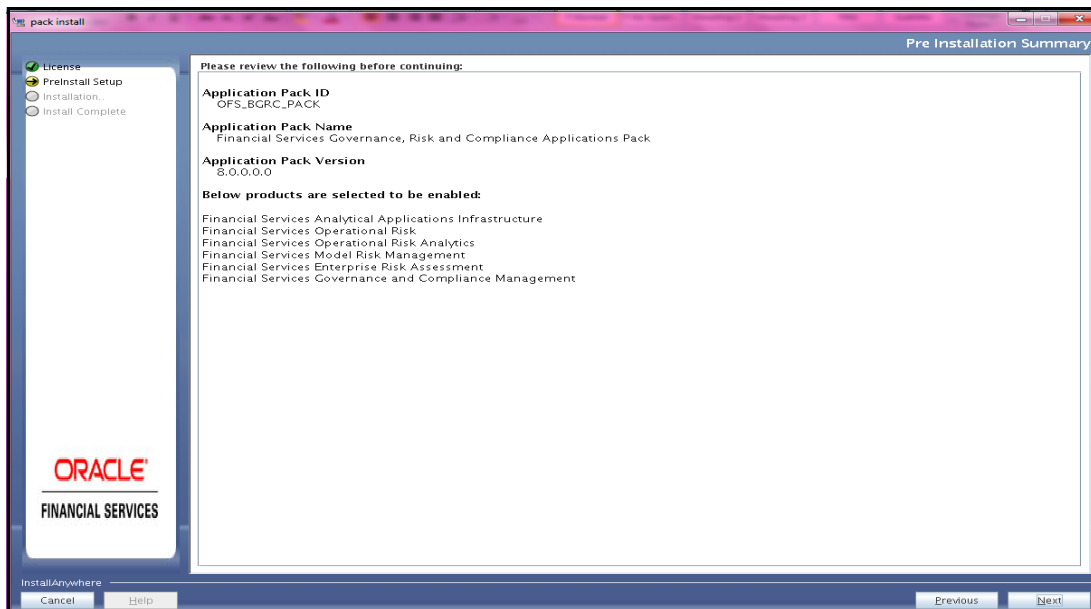 pack install
Pre Installation Summary
License
PreInstall Setup
Installation..
Install Complete
Please review the following before continuing:
Application Pack ID
OFS_BGRC_PACK
Application Pack Name
Financial Services Governance, Risk and Compliance Applications Pack
Application Pack Version
8.0.0.0.0
Below products are selected to be enabled:
Financial Services Analytical Applications Infrastructure
Financial Services Operational Risk
Financial Services Operational Risk Analytics
Financial Services Model Risk Management
Financial Services Enterprise Risk Assessment
Financial Services Governance and Compliance Management
ORACLE
FINANCIAL SERVICES
InstallAnywhere
Cancel
Help
Previous
Next